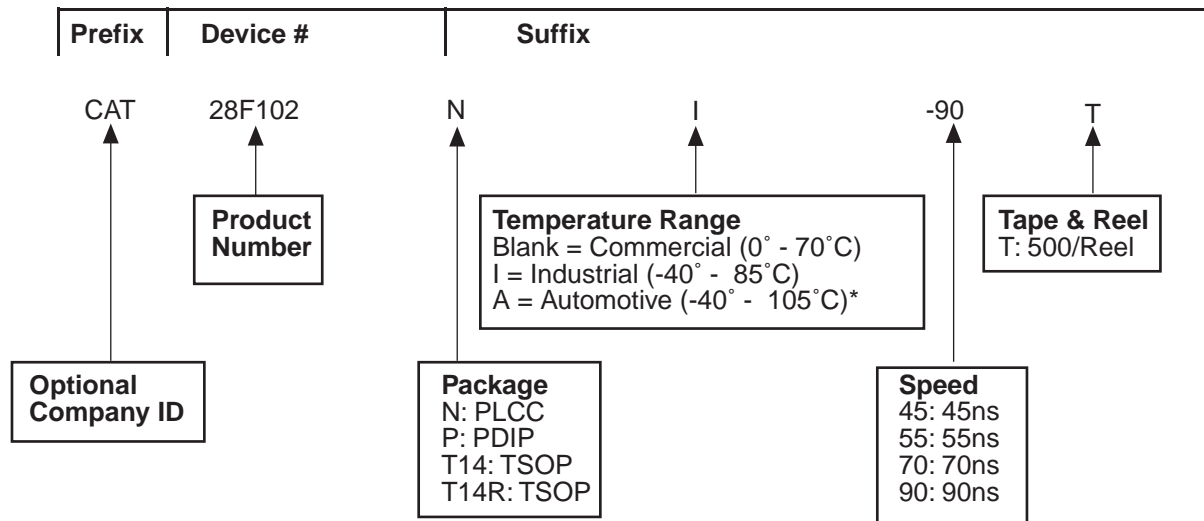 Prefix Device # Suffix
CAT 28F102 N I -90 T
Product
Number
Temperature Range
Blank = Commercial (0˚ - 70˚C)
I = Industrial (-40˚ - 85˚C)
A = Automotive (-40˚ - 105˚C)*
Tape & Reel
T: 500/Reel
Optional
Company ID
Package
N: PLCC
P: PDIP
T14: TSOP
T14R: TSOP
Speed
45: 45ns
55: 55ns
70: 70ns
90: 90ns